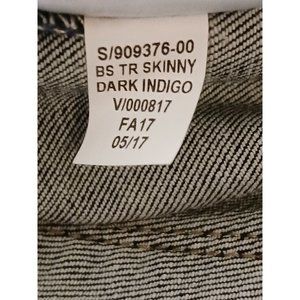 S/909376-00
BS TR SKINNY
DARK INDIGO
V/000817
FA17
05/17